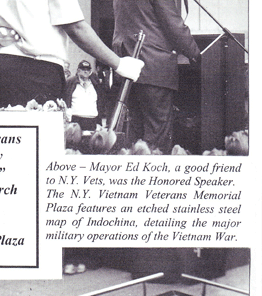 rans
y
”
rch
laza
Above – Mayor Ed Koch, a good friend
to N.Y. Vets, was the Honored Speaker.
The N.Y. Vietnam Veterans Memorial
Plaza features an etched stainless steel
map of Indochina, detailing the major
military operations of the Vietnam War.